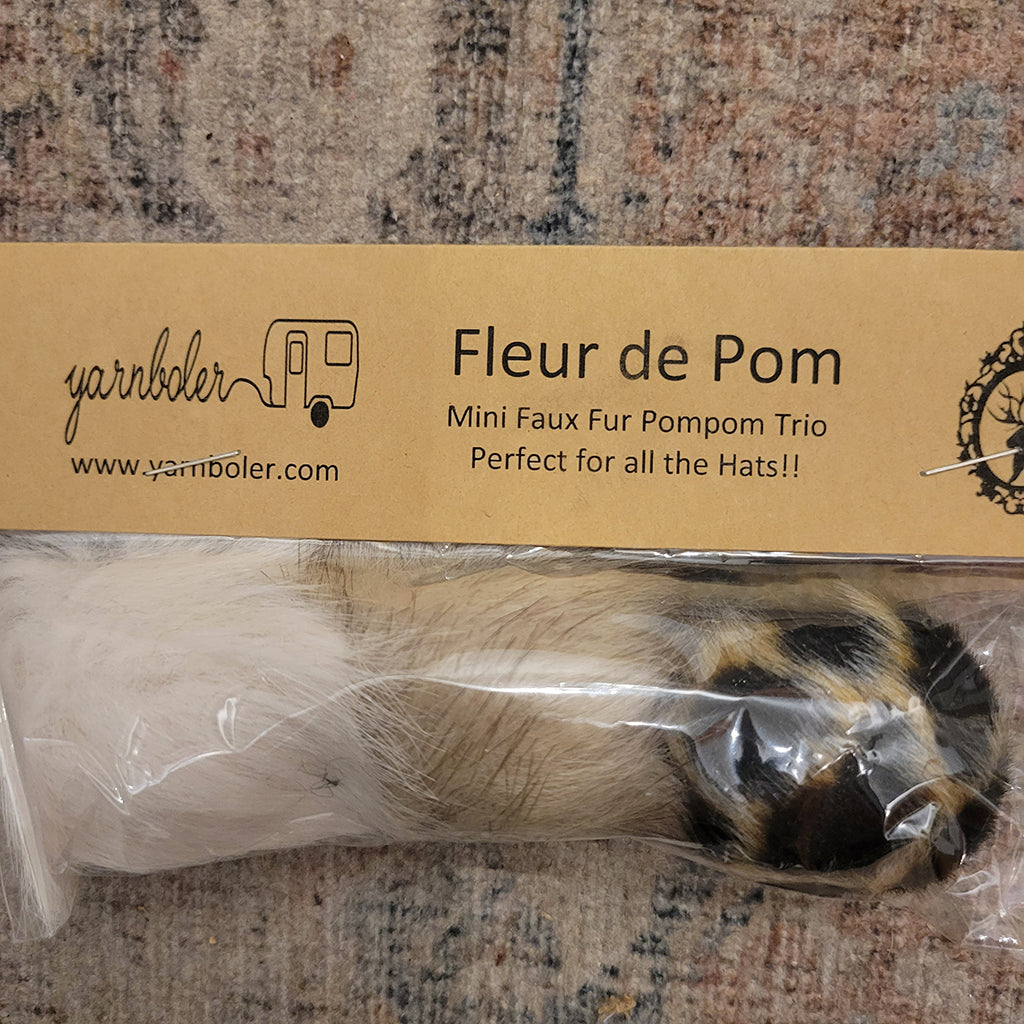 yarnboler
www.yarnboler.com
Fleur de Pom
Mini Faux Fur Pompom Trio
Perfect for all the Hats!!